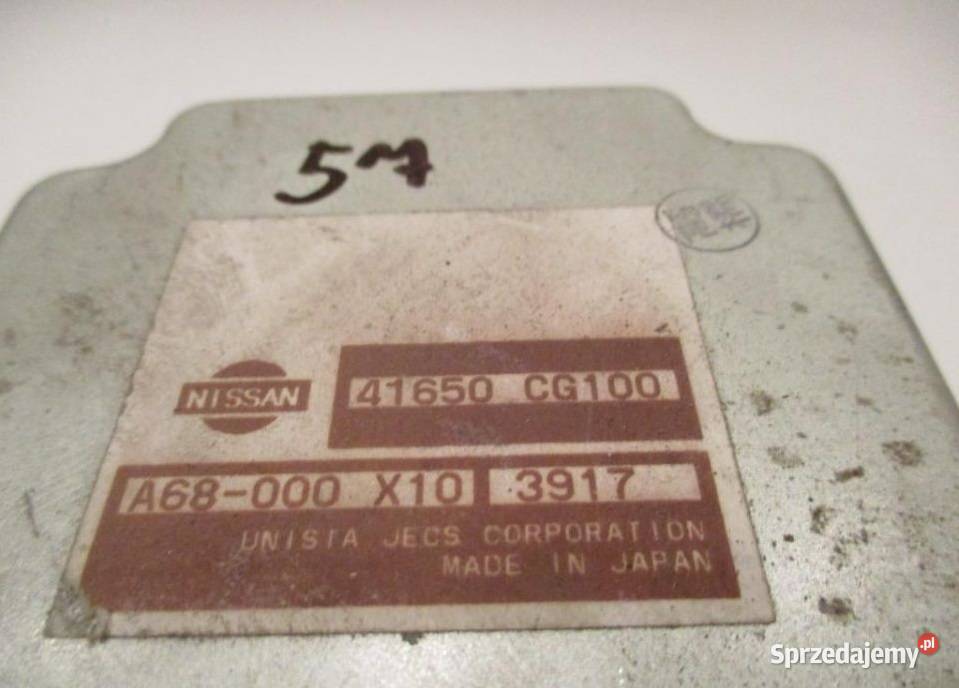 5M
NISSAN
41650 CG100
A68-000 X10 3917
UNISIA JECS CORPORATION
MADE IN JAPAN
Sprzedajemy.pl